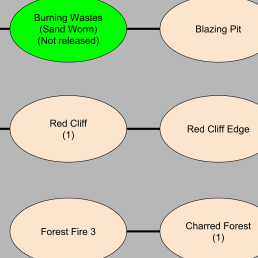 Burning Wastes
(Sand Worm)
(Not released)
Blazing Pit
Red Cliff
(1)
Red Cliff Edge
Forest Fire 3
Charred Forest
(1)